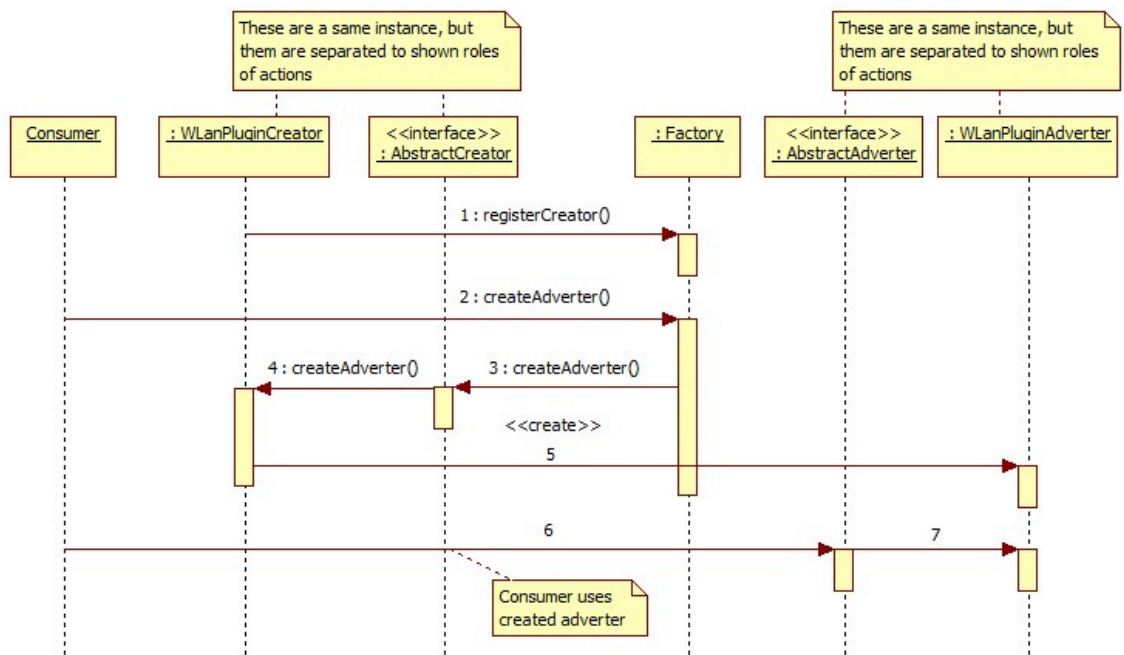 These are a same instance, but
them are separated to shown roles
of actions
These are a same instance, but
them are separated to shown roles
of actions
Consumer
: WLanPluginCreator
<<interface>>
: AbstractCreator
: Factory
<<interface>>
: AbstractAdverter
: WLanPluginAdverter
1 : registerCreator()
2 : createAdverter()
4 : createAdverter()
3 : createAdverter()
<<create>>
5
6
7
Consumer uses
created adverter